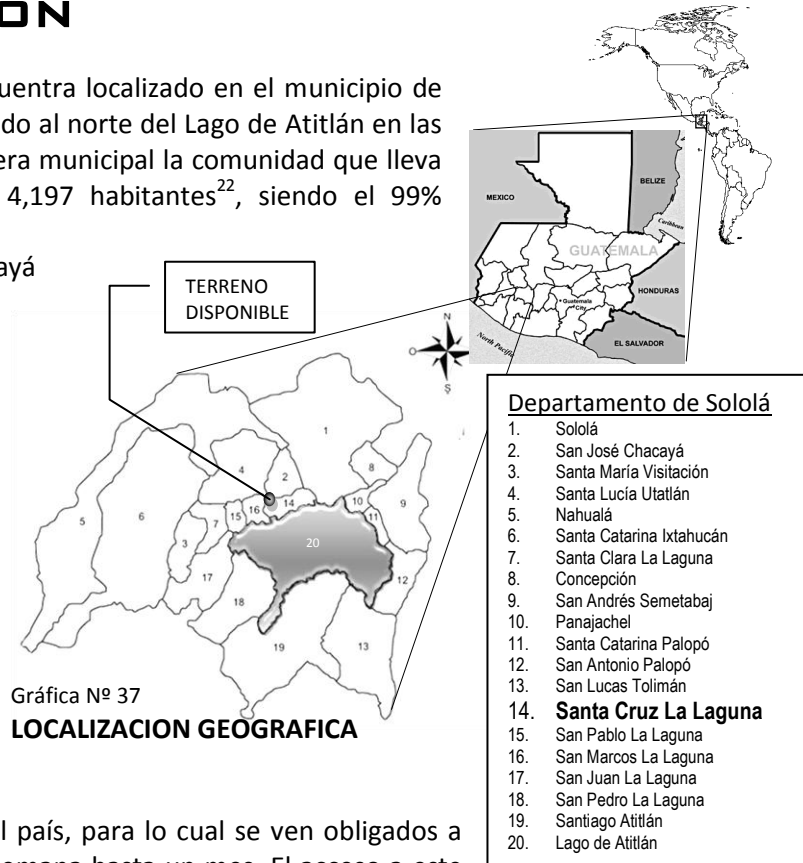 ON
uentra localizado en el municipio de
do al norte del Lago de Atitlán en las
era municipal la comunidad que lleva
4,197 habitantes22, siendo el 99%
ayá
TERRENO
DISPONIBLE
MEXICO
BELIZE
Caribbean
GUATEMALA
Guatemala
City
HONDURAS
EL SALVADOR
North Pacific
N
O
S
1
2
3
4
5
6
7
8
9
10
11
12
13
14
15
16
17
18
19
20
Departamento de Sololá
1. Sololá
2. San José Chacayá
3. Santa María Visitación
4. Santa Lucía Utatlán
5. Nahualá
6. Santa Catarina Ixtahucán
7. Santa Clara La Laguna
8. Concepción
9. San Andrés Semetabaj
10. Panajachel
11. Santa Catarina Palopó
12. San Antonio Palopó
13. San Lucas Tolimán
14. Santa Cruz La Laguna
15. San Pablo La Laguna
16. San Marcos La Laguna
17. San Juan La Laguna
18. San Pedro La Laguna
19. Santiago Atitlán
20. Lago de Atitlán
Gráfica Nº 37
LOCALIZACION GEOGRAFICA
l país, para lo cual se ven obligados a